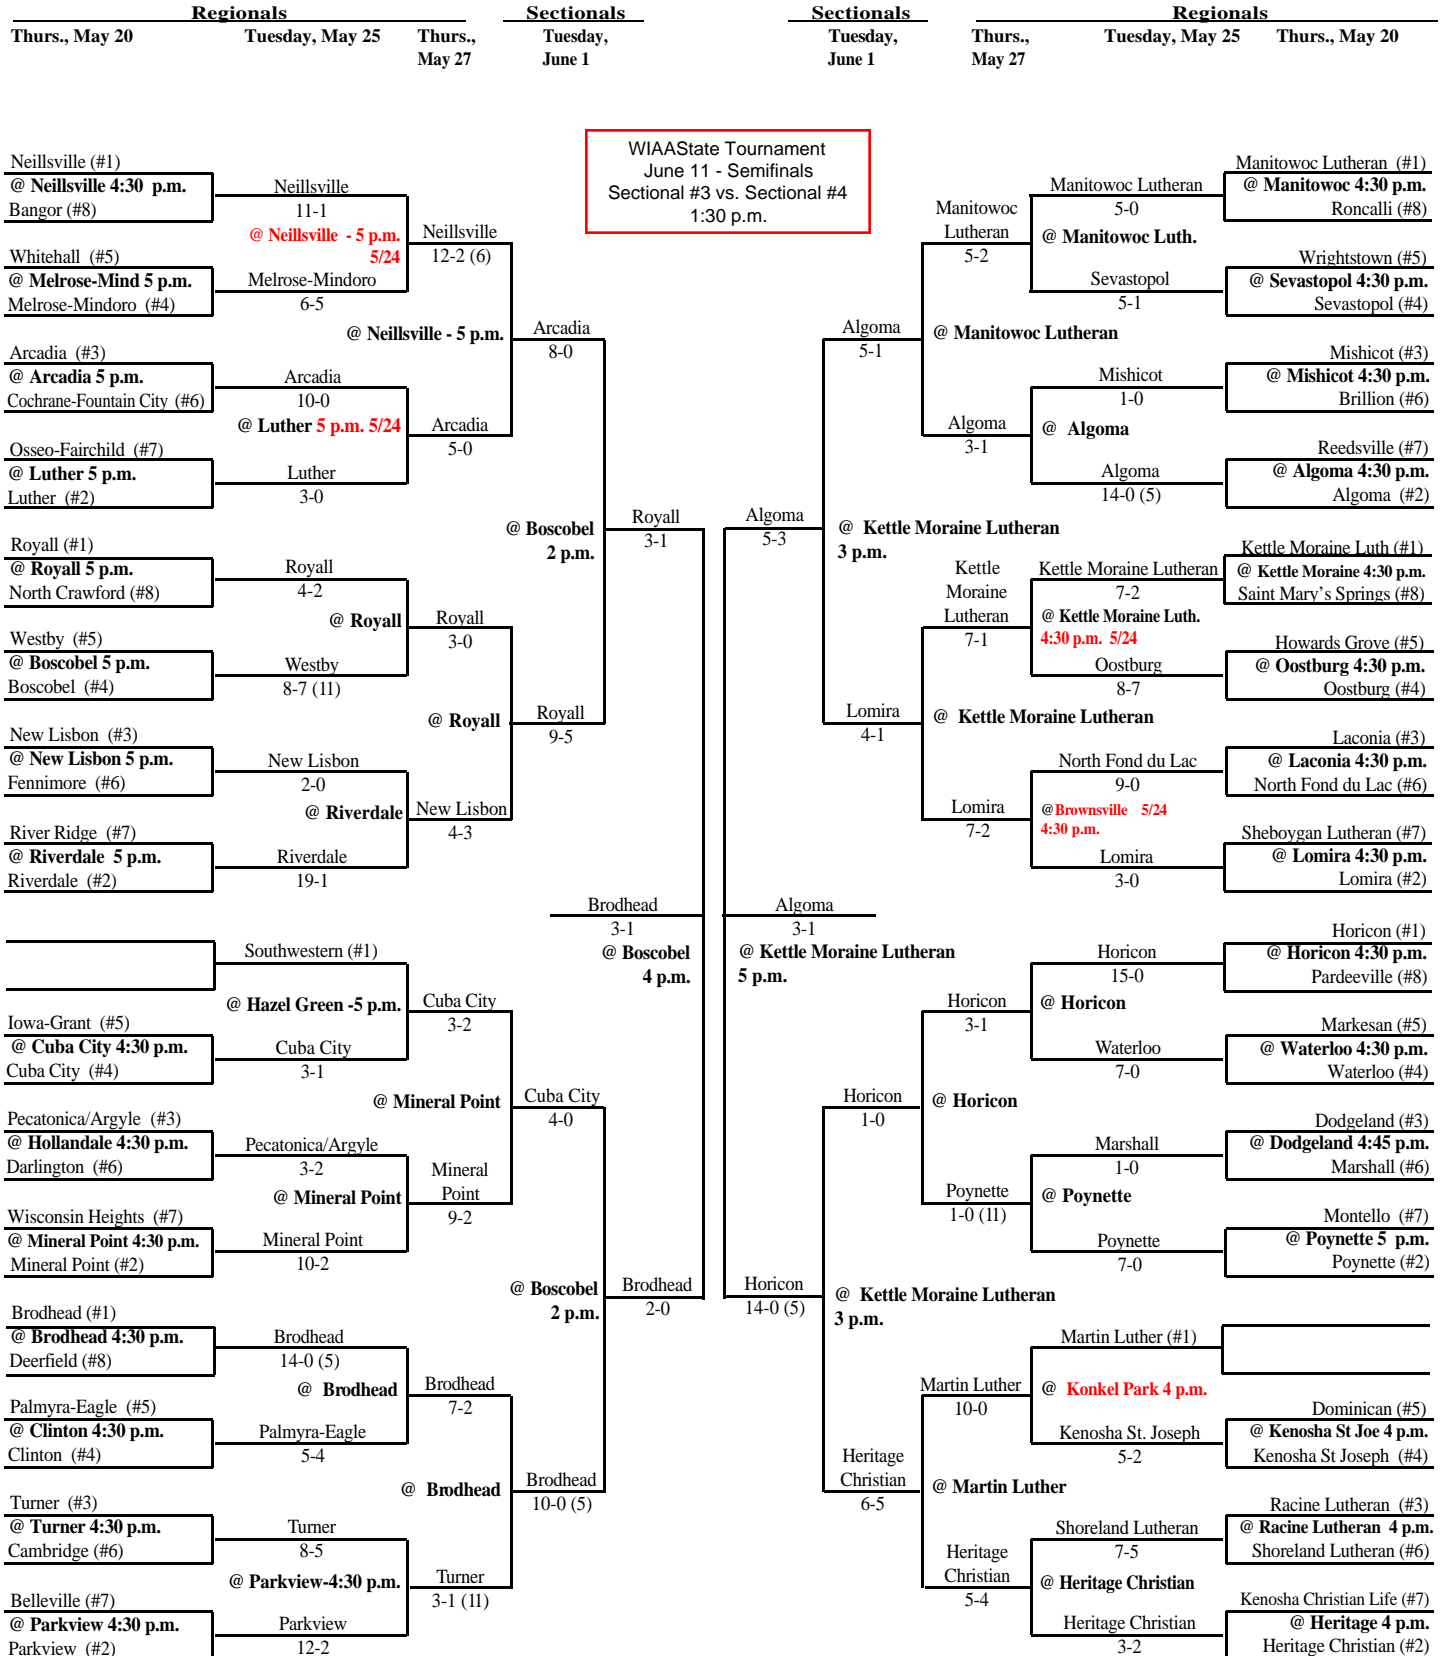 Regionals
Sectionals
Sectionals
Regionals
Thurs., May 20
Tuesday, May 25
Thurs.,
May 27
Tuesday,
June 1
Tuesday,
June 1
Thurs.,
May 27
Tuesday, May 25
Thurs., May 20
WIAAState Tournament
June 11 - Semifinals
Sectional #3 vs. Sectional #4
1:30 p.m.
Neillsville (#1)
@ Neillsville 4:30 p.m.
Bangor (#8)
Whitehall (#5)
@ Melrose-Mind 5 p.m.
Melrose-Mindoro (#4)
Arcadia (#3)
@ Arcadia 5 p.m.
Cochrane-Fountain City (#6)
Osseo-Fairchild (#7)
@ Luther 5 p.m.
Luther (#2)
Royall (#1)
@ Royall 5 p.m.
North Crawford (#8)
Westby (#5)
@ Boscobel 5 p.m.
Boscobel (#4)
New Lisbon (#3)
@ New Lisbon 5 p.m.
Fennimore (#6)
River Ridge (#7)
@ Riverdale 5 p.m.
Riverdale (#2)
Iowa-Grant (#5)
@ Cuba City 4:30 p.m.
Cuba City (#4)
Pecatonica/Argyle (#3)
@ Hollandale 4:30 p.m.
Darlington (#6)
Wisconsin Heights (#7)
@ Mineral Point 4:30 p.m.
Mineral Point (#2)
Brodhead (#1)
@ Brodhead 4:30 p.m.
Deerfield (#8)
Palmyra-Eagle (#5)
@ Clinton 4:30 p.m.
Clinton (#4)
Turner (#3)
@ Turner 4:30 p.m.
Cambridge (#6)
Belleville (#7)
@ Parkview 4:30 p.m.
Parkview (#2)
Neillsville
11-1
@ Neillsville - 5 p.m.
5/24
Melrose-Mindoro
6-5
Arcadia
10-0
@ Luther 5 p.m. 5/24
Luther
3-0
Royall
4-2
@ Royall
Westby
8-7 (11)
New Lisbon
2-0
@ Riverdale
Riverdale
19-1
Southwestern (#1)
@ Hazel Green -5 p.m.
Cuba City
3-1
Pecatonica/Argyle
3-2
@ Mineral Point
Mineral Point
10-2
Brodhead
14-0 (5)
@ Brodhead
Palmyra-Eagle
5-4
Turner
8-5
@ Parkview-4:30 p.m.
Parkview
12-2
Neillsville
12-2 (6)
@ Neillsville - 5 p.m.
Arcadia
5-0
Royall
3-0
@ Royall
New Lisbon
4-3
Cuba City
3-2
@ Mineral Point
Mineral
Point
9-2
Brodhead
7-2
@ Brodhead
Turner
3-1 (11)
Arcadia
8-0
@ Boscobel
2 p.m.
Royall
9-5
Cuba City
4-0
@ Boscobel
2 p.m.
Brodhead
10-0 (5)
Royall
3-1
Brodhead
3-1
@ Boscobel
4 p.m.
Brodhead
2-0
Algoma
5-3
Algoma
3-1
@ Kettle Moraine Lutheran
5 p.m.
Horicon
14-0 (5)
Algoma
5-1
@ Kettle Moraine Lutheran
3 p.m.
Lomira
4-1
Horicon
1-0
@ Kettle Moraine Lutheran
3 p.m.
Heritage
Christian
6-5
Manitowoc
Lutheran
5-2
@ Manitowoc Lutheran
Algoma
3-1
Kettle
Moraine
Lutheran
7-1
@ Kettle Moraine Lutheran
Lomira
7-2
Horicon
3-1
@ Horicon
Poynette
1-0 (11)
Martin Luther
10-0
@ Martin Luther
Heritage
Christian
5-4
Manitowoc Lutheran
5-0
@ Manitowoc Luth.
Sevastopol
5-1
Mishicot
1-0
@ Algoma
Algoma
14-0 (5)
Kettle Moraine Lutheran
7-2
@ Kettle Moraine Luth.
4:30 p.m. 5/24
Oostburg
8-7
North Fond du Lac
9-0
@Brownsville 5/24
4:30 p.m.
Lomira
3-0
Horicon
15-0
@ Horicon
Waterloo
7-0
Marshall
1-0
@ Poynette
Poynette
7-0
Martin Luther (#1)
@ Konkel Park 4 p.m.
Kenosha St. Joseph
5-2
Shoreland Lutheran
7-5
@ Heritage Christian
Heritage Christian
3-2
Manitowoc Lutheran (#1)
@ Manitowoc 4:30 p.m.
Roncalli (#8)
Wrightstown (#5)
@ Sevastopol 4:30 p.m.
Sevastopol (#4)
Mishicot (#3)
@ Mishicot 4:30 p.m.
Brillion (#6)
Reedsville (#7)
@ Algoma 4:30 p.m.
Algoma (#2)
Kettle Moraine Luth (#1)
@ Kettle Moraine 4:30 p.m.
Saint Mary's Springs (#8)
Howards Grove (#5)
@ Oostburg 4:30 p.m.
Oostburg (#4)
Laconia (#3)
@ Laconia 4:30 p.m.
North Fond du Lac (#6)
Sheboygan Lutheran (#7)
@ Lomira 4:30 p.m.
Lomira (#2)
Horicon (#1)
@ Horicon 4:30 p.m.
Pardeeville (#8)
Markesan (#5)
@ Waterloo 4:30 p.m.
Waterloo (#4)
Dodgeland (#3)
@ Dodgeland 4:45 p.m.
Marshall (#6)
Montello (#7)
@ Poynette 5 p.m.
Poynette (#2)
Dominican (#5)
@ Kenosha St Joe 4 p.m.
Kenosha St Joseph (#4)
Racine Lutheran (#3)
@ Racine Lutheran 4 p.m.
Shoreland Lutheran (#6)
Kenosha Christian Life (#7)
@ Heritage 4 p.m.
Heritage Christian (#2)